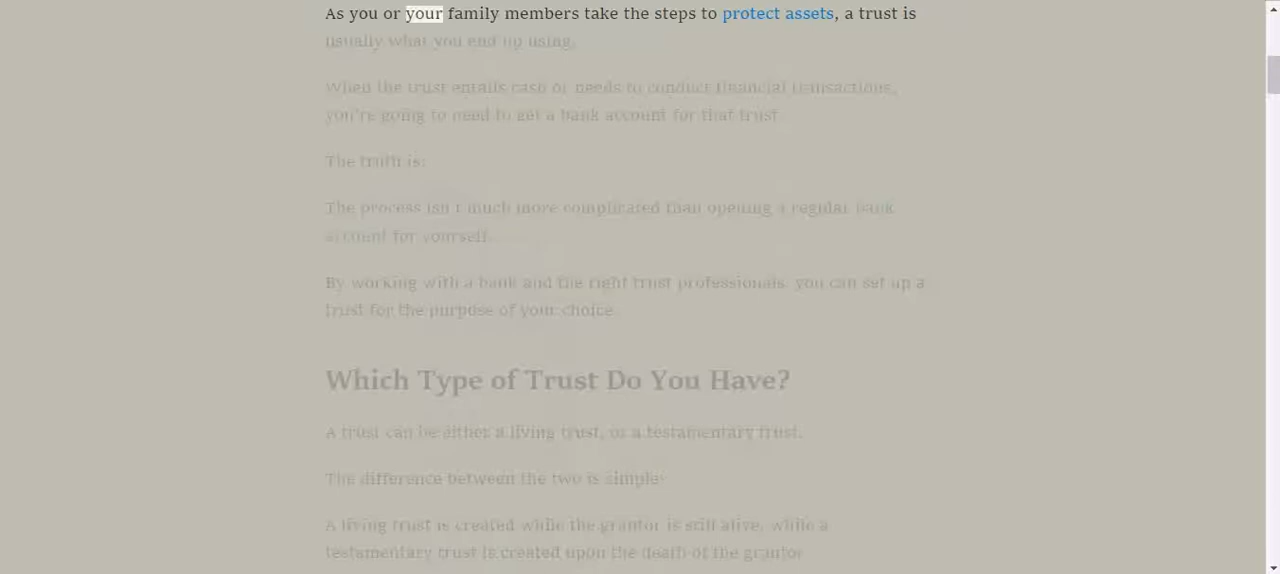 As you or your family members take the steps to protect assets, a trust is
usually what you end up using.
When the trust entails cash or needs to conduct financial transactions,
you're going to need to get a bank account for that trust.
The truth is:
The process isn't much more complicated than opening a regular bank
account for yourself.
By working with a bank and the right trust professionals, you can set up a
trust for the purpose of your choice.
Which Type of Trust Do You Have?
A trust can be either a living trust, or a testamentary trust.
The difference between the two is simple:
A living trust is created while the grantor is still alive, while a
testamentary trust is created upon the death of the grantor.